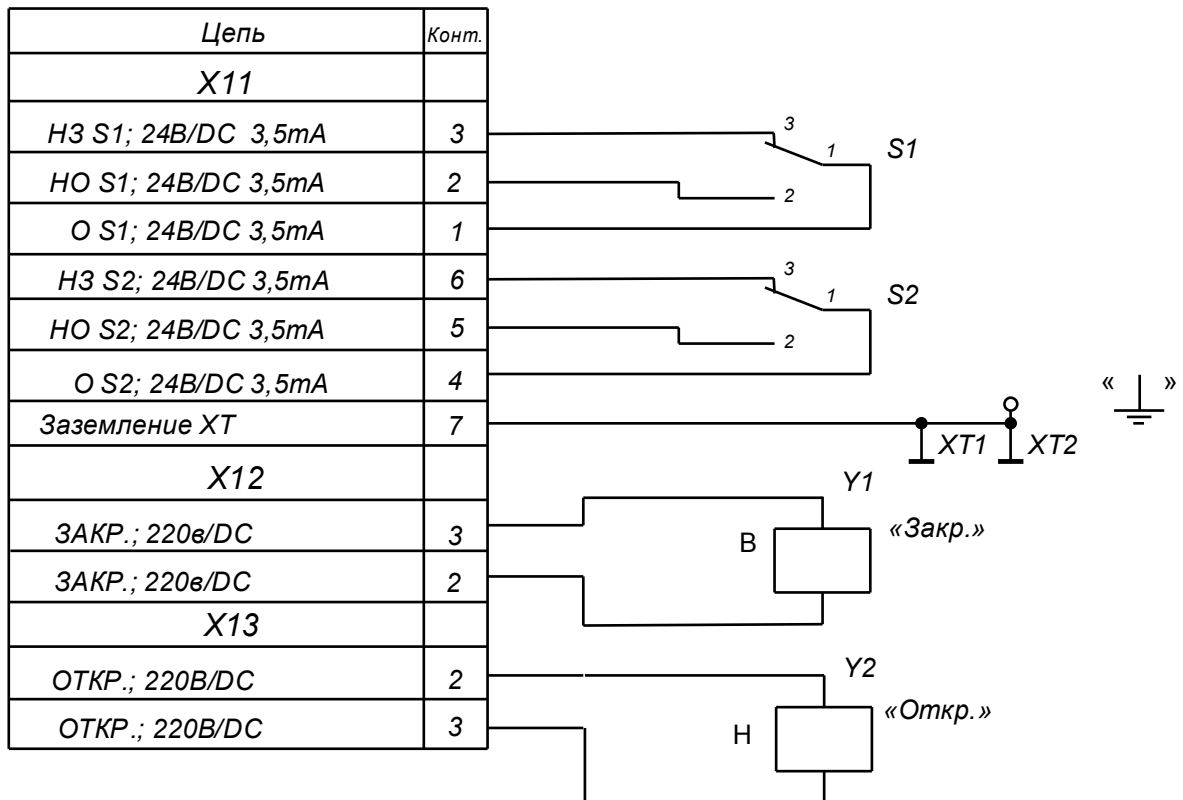 Цепь Конт.
X11
НЗ S1; 24В/DC 3,5mA 3
НО S1; 24В/DC 3,5mA 2
О S1; 24В/DC 3,5mA 1
НЗ S2; 24В/DC 3,5mA 6
НО S2; 24В/DC 3,5mA 5
О S2; 24В/DC 3,5mA 4
Заземление ХТ 7
X12
ЗАКР.; 220в/DC 3
ЗАКР.; 220в/DC 2
X13
ОТКР.; 220В/DC 2
ОТКР.; 220В/DC 3
3
1
S1
2
3
1
S2
2
« »
XT1
XT2
Y1
В
«Закр.»
Y2
Н
«Откр.»